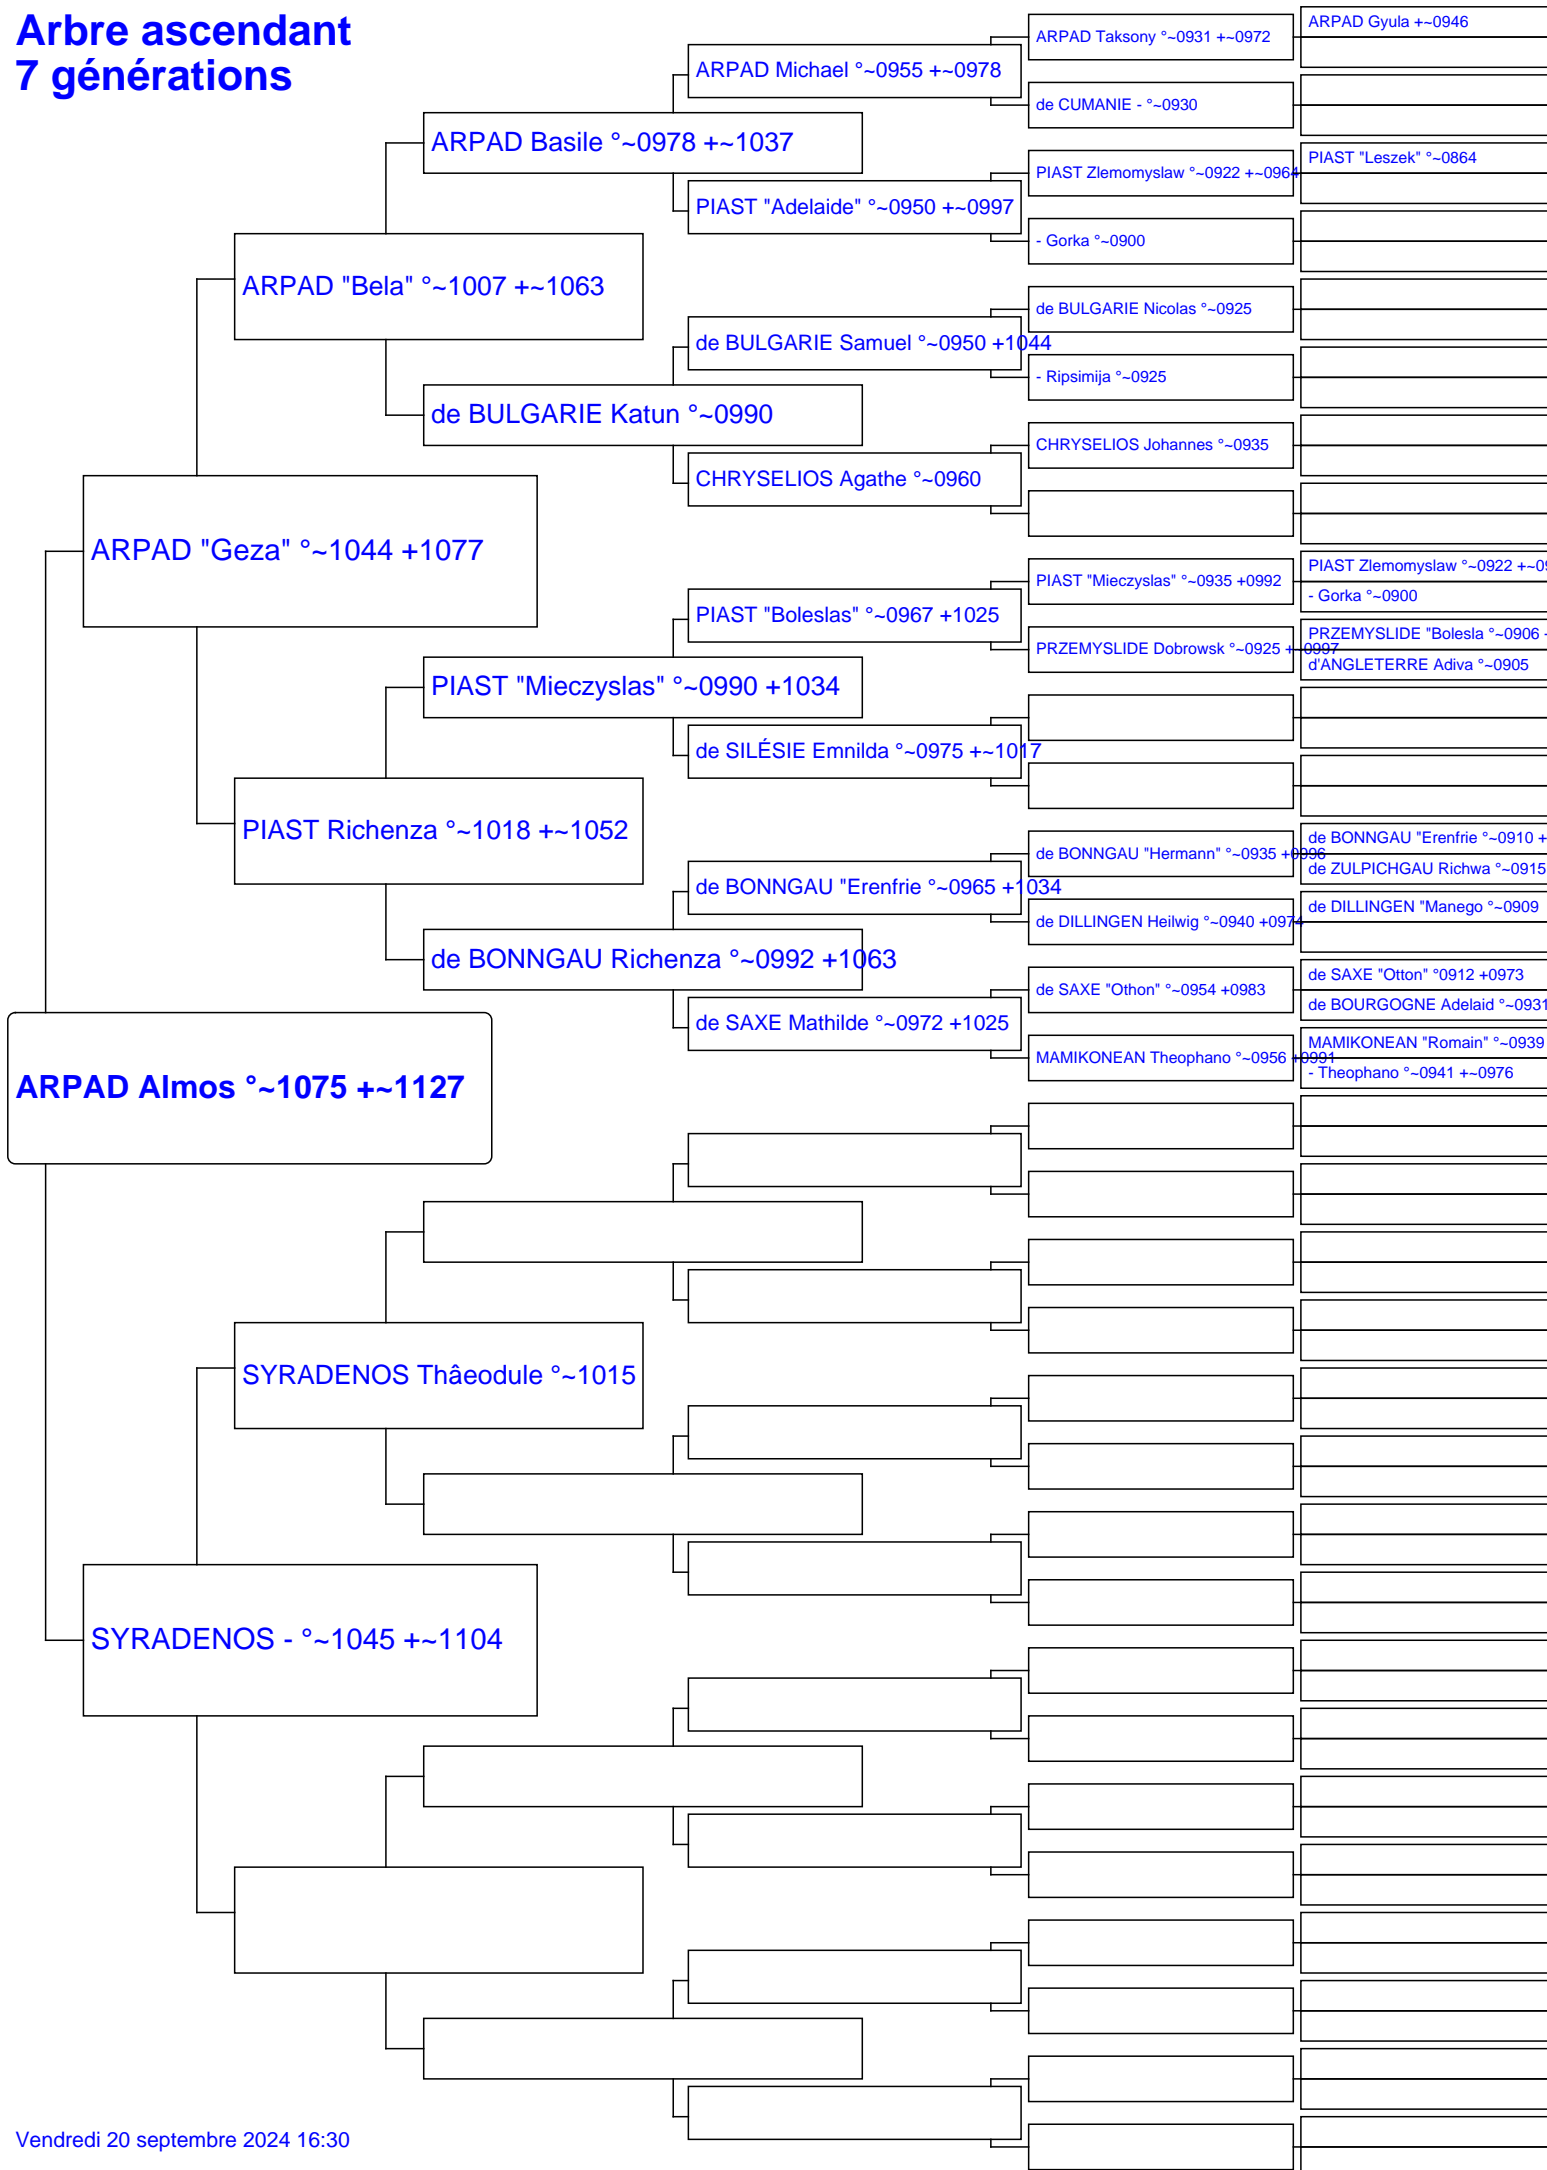 Arbre ascendant
7 générations
ARPAD Almos °~1075 +~1127
ARPAD "Geza" °~1044 +1077
SYRADENOS - °~1045 +~1104
ARPAD "Bela" °~1007 +~1063
PIAST Richenza °~1018 +~1052
SYRADENOS Thâeodule °~1015
ARPAD Basile °~0978 +~1037
de BULGARIE Katun °~0990
PIAST "Mieczyslas" °~0990 +1034
de BONNGAU Richenza °~0992 +1063
ARPAD Michael °~0955 +~0978
PIAST "Adelaide" °~0950 +~0997
de BULGARIE Samuel °~0950 +1044
CHRYSELIOS Agathe °~0960
PIAST "Boleslas" °~0967 +1025
de SILÉSIE Emnilda °~0975 +~1017
de BONNGAU "Erenfrie °~0965 +1034
de SAXE Mathilde °~0972 +1025
ARPAD Taksony °~0931 +~0972
de CUMANIE - °~0930
PIAST Zlemomyslaw °~0922 +~0964
- Gorka °~0900
de BULGARIE Nicolas °~0925
- Ripsimija °~0925
CHRYSELIOS Johannes °~0935
PIAST "Mieczyslas" °~0935 +0992
PRZEMYSLIDE Dobrowsk °~0925 +~0997
de BONNGAU "Hermann" °~0935 +0996
de DILLINGEN Heilwig °~0940 +0974
de SAXE "Othon" °~0954 +0983
MAMIKONEAN Theophano °~0956 +0991
ARPAD Gyula +~0946
PIAST "Leszek" °~0864
PIAST Zlemomyslaw °~0922 +~09
- Gorka °~0900
PRZEMYSLIDE "Bolesla °~0906 +
d'ANGLETERRE Adiva °~0905
de BONNGAU "Erenfrie °~0910 +
de ZULPICHGAU Richwa °~0915
de DILLINGEN "Manego °~0909
de SAXE "Otton" °0912 +0973
de BOURGOGNE Adelaid °~0931
MAMIKONEAN "Romain" °~0939
- Theophano °~0941 +~0976
Vendredi 20 septembre 2024 16:30